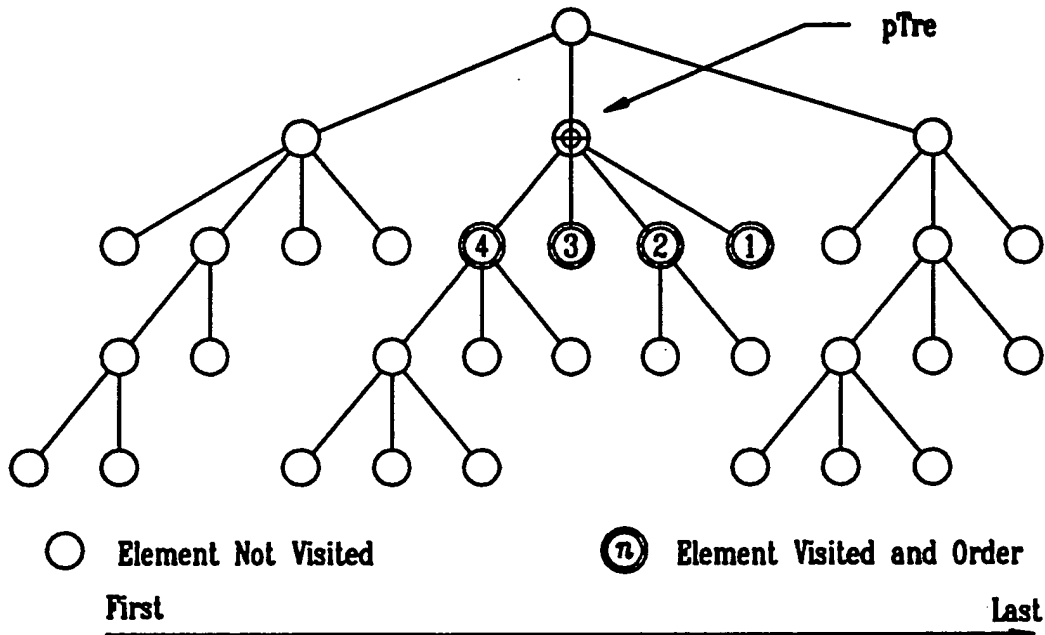 pTre
4 3 2 1
Element Not Visited
n Element Visited and Order
First Last